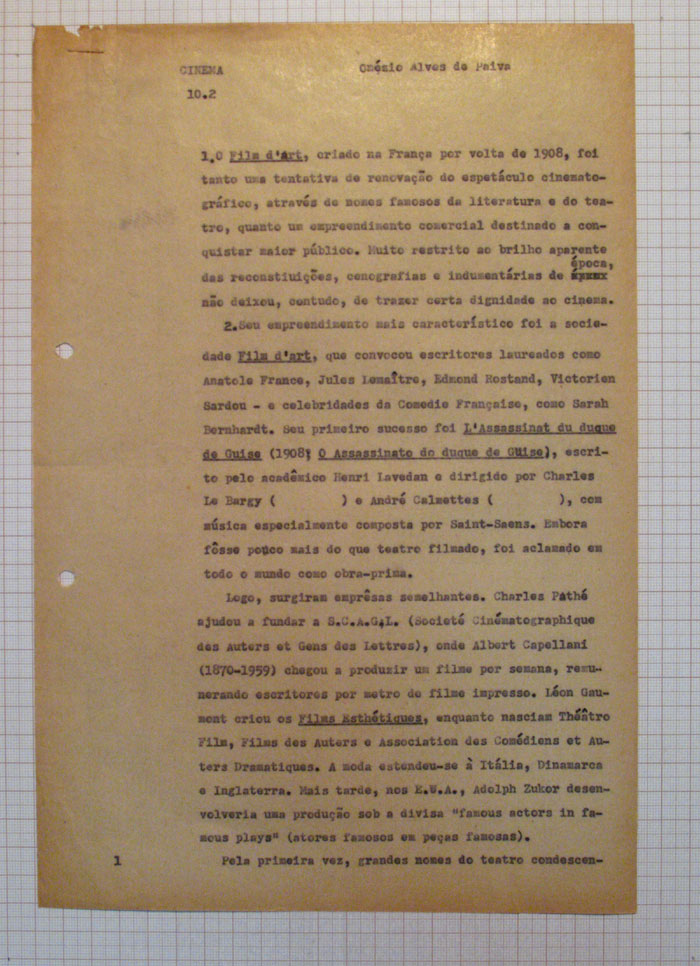 CINEMA Onésio Alves de Paiva
10.2
1.O Film d'Art, criado na França por volta de 1908, foi
tanto uma tentativa de renovação do espetáculo cinemato-
gráfico, através de nomes famosos da literatura e do tea-
tro, quanto um empreendimento comercial destinado a con-
quistar maior público. Muito restrito ao brilho aparente
época,
das reconstiuições, cenografias e indumentárias de
não deixou, contudo, de trazer certa dignidade ao cinema.
2.Seu empreendimento mais característico foi a socie-
dade Film d'art, que convocou escritores laureados como
Anatole France, Jules Lemaître, Edmond Rostand, Victorien
Sardou - e celebridades da Comedie Française, como Sarah
Bernhardt. Seu primeiro sucesso foi L'Assassinat du duque
de Guise (1908; O Assassinato do duque de Guise), escri-
to pelo acadêmico Henri Lavedan e dirigido por Charles
Le Bargy ( ) e André Calmettes ( ), com
música especialmente composta por Saint-Saens. Embora
fôsse pouco mais do que teatro filmado, foi aclamado em
todo o mundo como obra-prima.
Logo, surgiram emprêsas semelhantes. Charles Pathé
ajudou a fundar a S.C.A.G.L. (Societé Cinématographique
des Auters et Gens des Lettres), onde Albert Capellani
(1870-1959) chegou a produzir um filme por semana, remu-
nerando escritores por metro de filme impresso. Léon Gau-
mont criou os Films Esthétiques, enquanto nasciam Théâtro
Film, Films des Auters e Association des Comédiens et Au-
ters Dramatiques. A moda estendeu-se à Itália, Dinamarca
e Inglaterra. Mais tarde, nos E.U.A., Adolph Zukor desen-
volveria uma produção sob a divisa "famous actors in fa-
mous plays" (atores famosos em peças famosas).
1 Pela primeira vez, grandes nomes do teatro condescen-